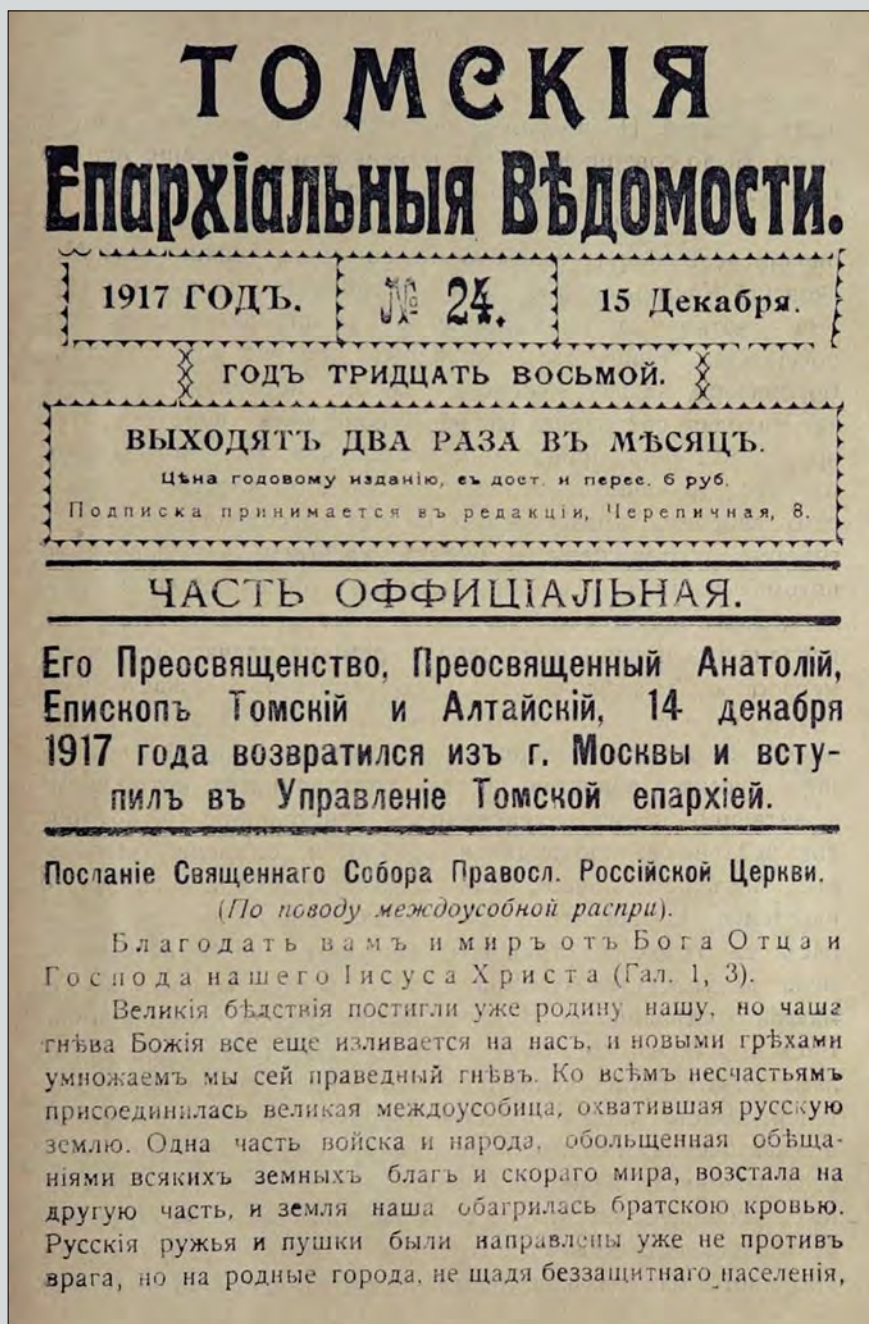 ТОМСКІЯ
Епархіальныя Вѣдомости.
1917 ГОДЪ.
№ 24.
15 Декабря.
ГОДЪ ТРИДЦАТЬ ВОСЬМОЙ.
ВЫХОДЯТЪ ДВА РАЗА ВЪ МѢСЯЦЪ.
Цѣна годовому изданію, съ дост. и перес. 6 руб.
Подписка принимается въ редакціи, Черепичная, 8.
ЧАСТЬ ОФФИЦІАЛЬНАЯ.
Его Преосвященство, Преосвященный Анатолій,
Епископъ Томскій и Алтайскій, 14 декабря
1917 года возвратился изъ г. Москвы и всту-
пилъ въ Управленіе Томской епархіей.
Посланіе Священнаго Собора Правосл. Россійской Церкви.
(По поводу междоусобной распри).
Благодать вамъ и миръ отъ Бога Отца и
Господа нашего Іисуса Христа (Гал. 1, 3).
Великія бѣдствія постигли уже родину нашу, но чаша
гнѣва Божія все еще изливается на насъ, и новыми грѣхами
умножаемъ мы сей праведный гнѣвъ. Ко всѣмъ несчастьямъ
присоединилась великая междоусобица, охватившая русскую
землю. Одна часть войска и народа, обольщенная обѣща-
ніями всякихъ земныхъ благъ и скораго мира, возстала на
другую часть, и земля наша обагрилась братскою кровью.
Русскія ружья и пушки были направлены уже не противъ
врага, но на родные города, не щадя беззащитнаго населенія,